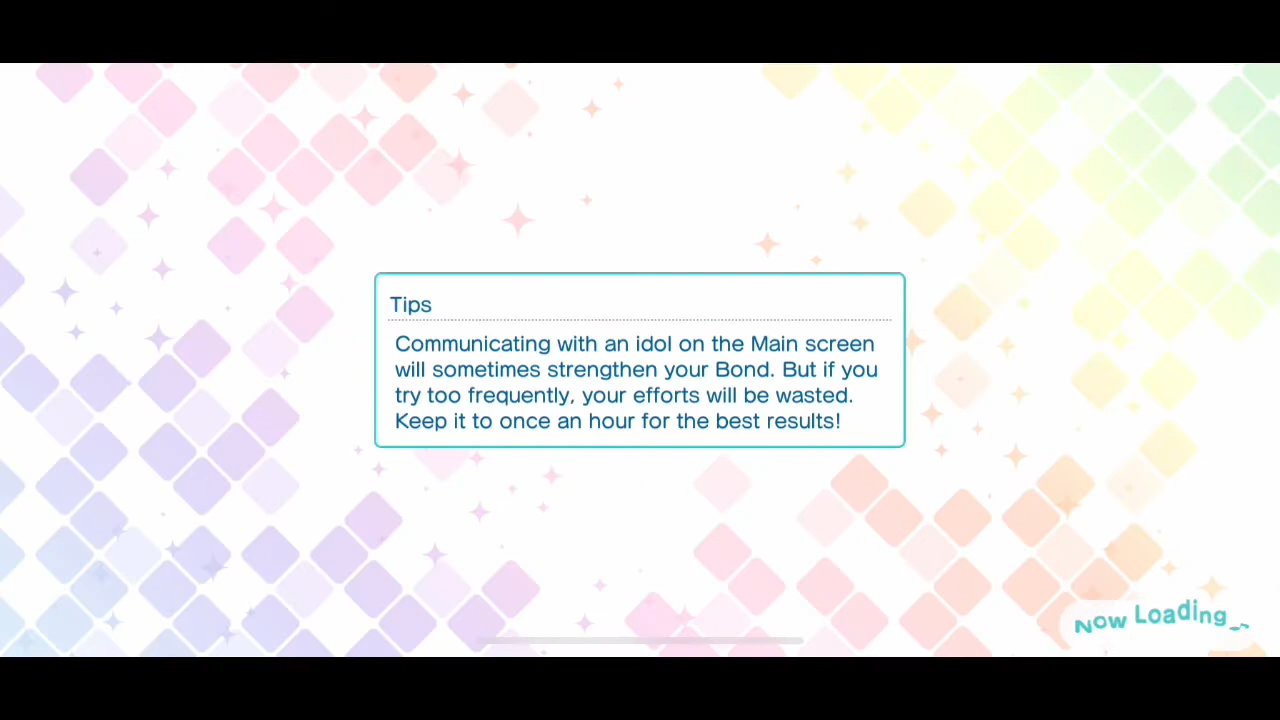 Tips
Communicating with an idol on the Main screen
will sometimes strengthen your Bond. But if you
try too frequently, your efforts will be wasted.
Keep it to once an hour for the best results!
Now Loading